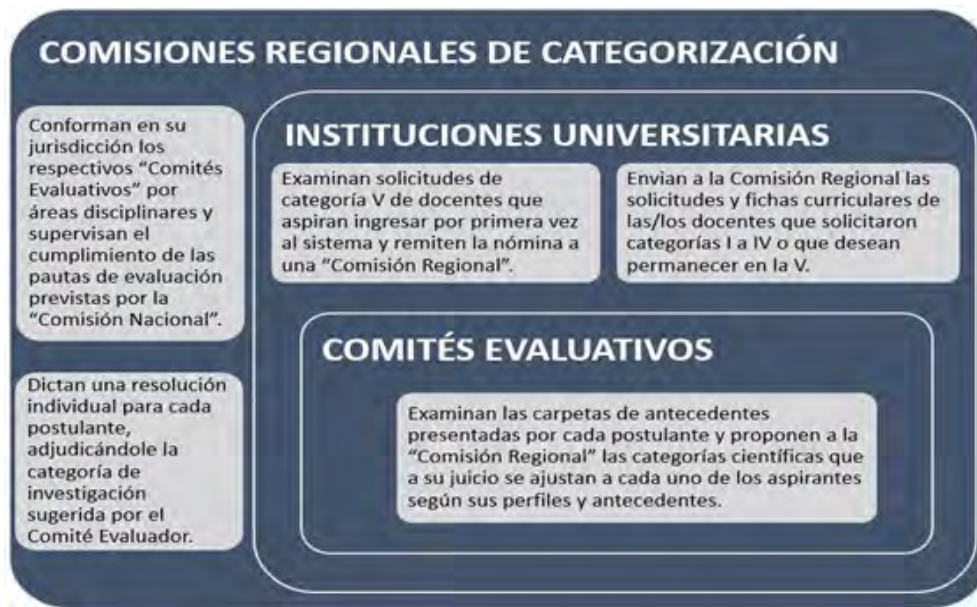 COMISIONES REGIONALES DE CATEGORIZACIÓN
Conforman en su
jurisdicción los
respectivos “Comités
Evaluativos” por
áreas disciplinares y
supervisan el
cumplimiento de las
pautas de evaluación
previstas por la
“Comisión Nacional”.
Dictan una resolución
individual para cada
postulante,
adjudicándole la
categoría de
investigación
sugerida por el
Comité Evaluador.
INSTITUCIONES UNIVERSITARIAS
Examinan solicitudes de
categoría V de docentes que
aspiran ingresar por primera vez
al sistema y remiten la nómina a
una “Comisión Regional”.
Envian a la Comisión Regional las
solicitudes y fichas curriculares de
las/los docentes que solicitaron
categorías I a IV o que desean
permanecer en la V.
COMITÉS EVALUATIVOS
Examinan las carpetas de antecedentes
presentadas por cada postulante y proponen a la
“Comisión Regional” las categorías científicas que
a su juicio se ajustan a cada uno de los aspirantes
según sus perfiles y antecedentes.